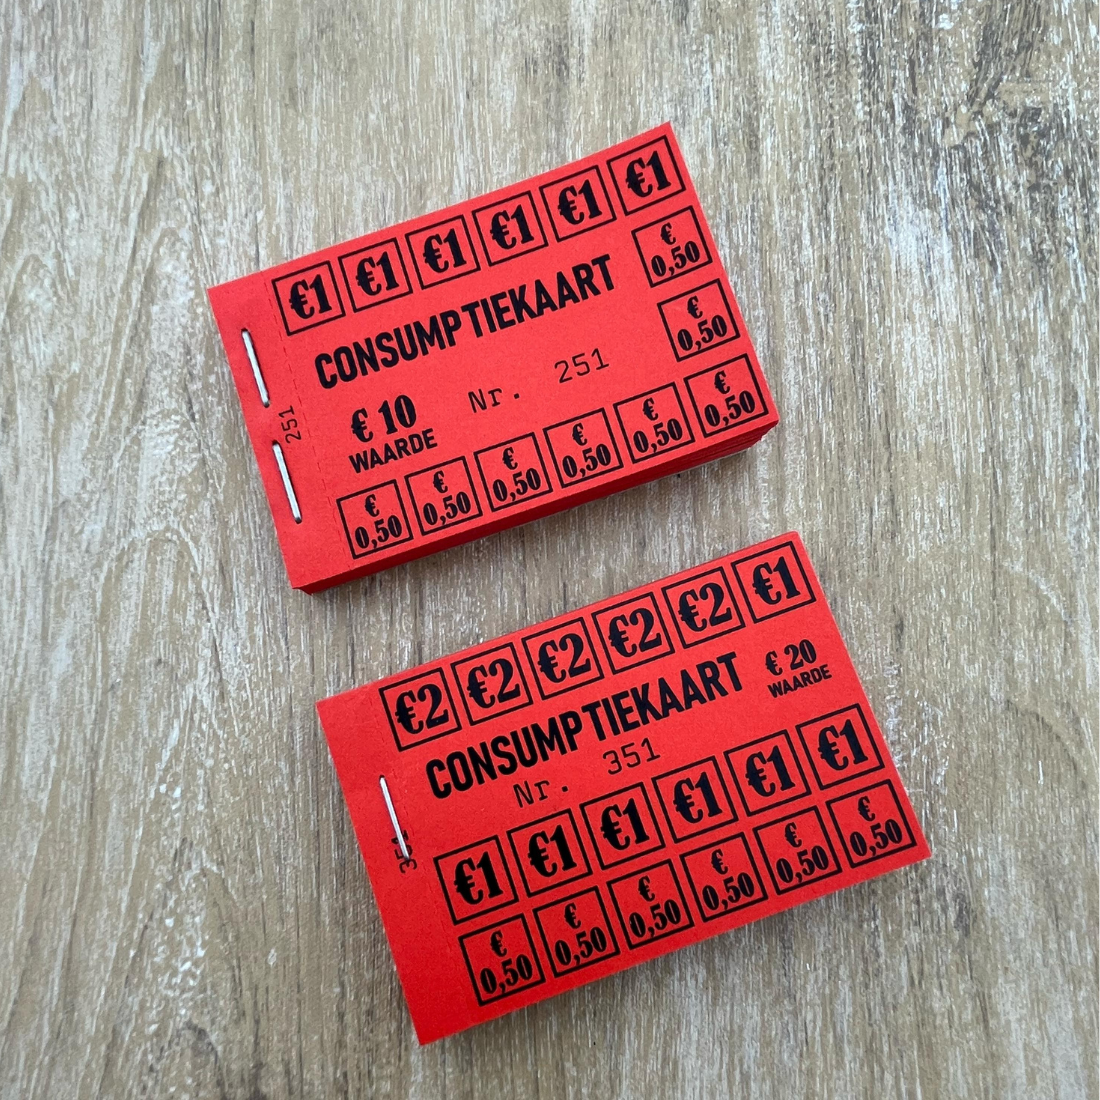 €1 €1 €1 €1 €1 €1
CONSUMPTIEKAART
€ 0,50
€ 10
WAARDE
Nr. 251
€ 0,50
251
€ 0,50 € 0,50 € 0,50 € 0,50 € 0,50 € 0,50
€2 €2 €2 €2 €2 €1
CONSUMPTIEKAART
€ 20
WAARDE
Nr. 351
€1 €1 €1 €1 €1 €1
€ 0,50 € 0,50 € 0,50 € 0,50 € 0,50 € 0,50